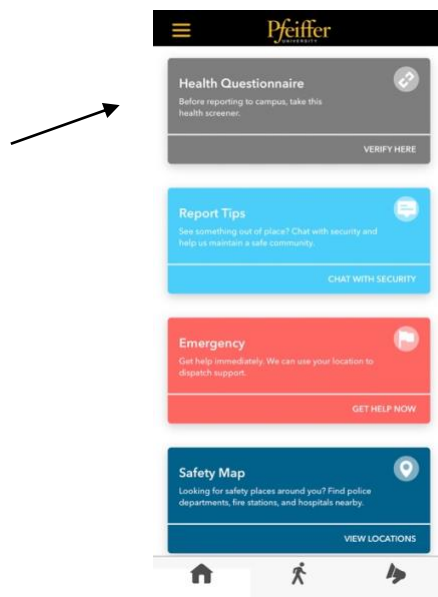 Pfeiffer
UNIVERSITY
Health Questionnaire
Before reporting to campus, take this
health screener.
VERIFY HERE
Report Tips
See something out of place? Chat with security and
help us maintain a safe community.
CHAT WITH SECURITY
Emergency
Get help immediately. We can use your location to
dispatch support.
GET HELP NOW
Safety Map
Looking for safety places around you? Find police
departments, fire stations, and hospitals nearby.
VIEW LOCATIONS